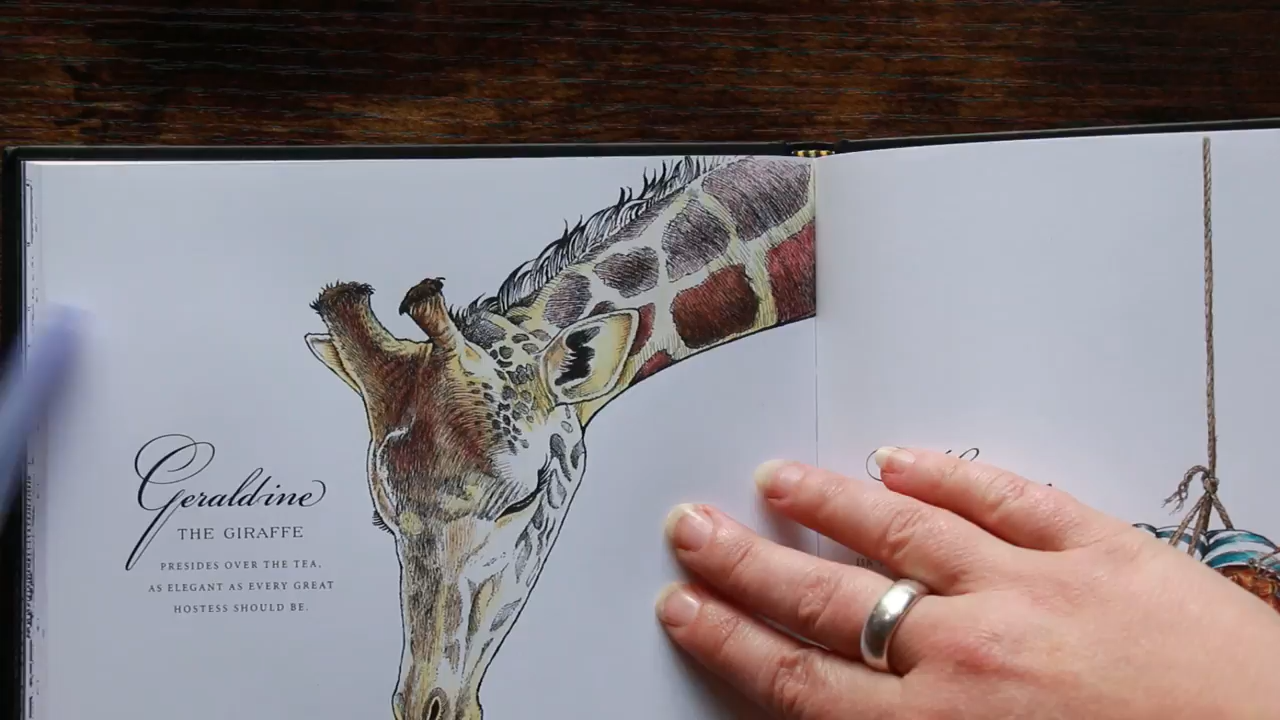 Geraldine
THE GIRAFFE
PRESIDES OVER THE TEA,
AS ELEGANT AS EVERY GREAT
HOSTESS SHOULD BE.